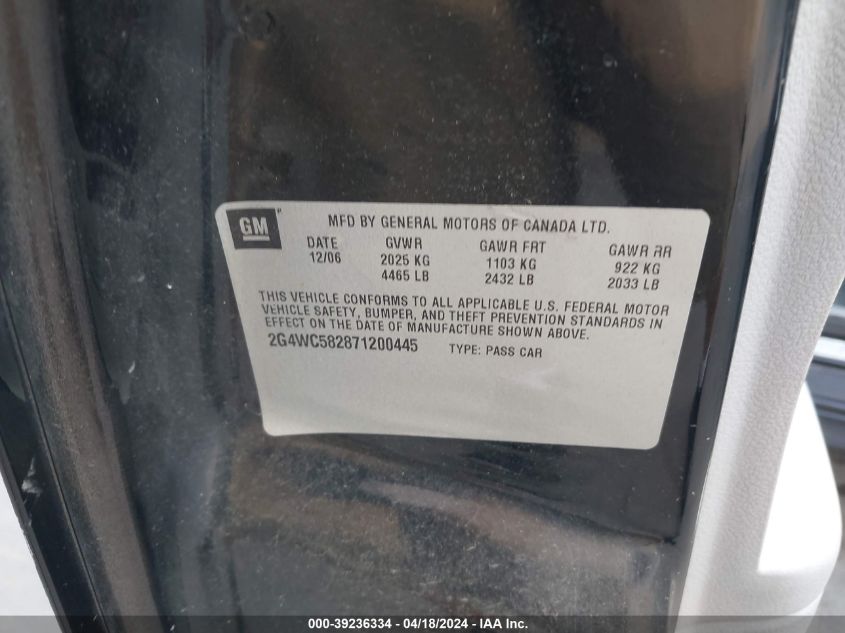 GM
MFD BY GENERAL MOTORS OF CANADA LTD.
DATE GVWR GAWR FRT GAWR RR
12/06 2025 KG 1103 KG 922 KG
4465 LB 2432 LB 2033 LB
THIS VEHICLE CONFORMS TO ALL APPLICABLE U.S. FEDERAL MOTOR
VEHICLE SAFETY, BUMPER, AND THEFT PREVENTION STANDARDS IN
EFFECT ON THE DATE OF MANUFACTURE SHOWN ABOVE.
2G4WC582871200445 TYPE: PASS CAR
000-39236334 - 04/18/2024 - IAA Inc.